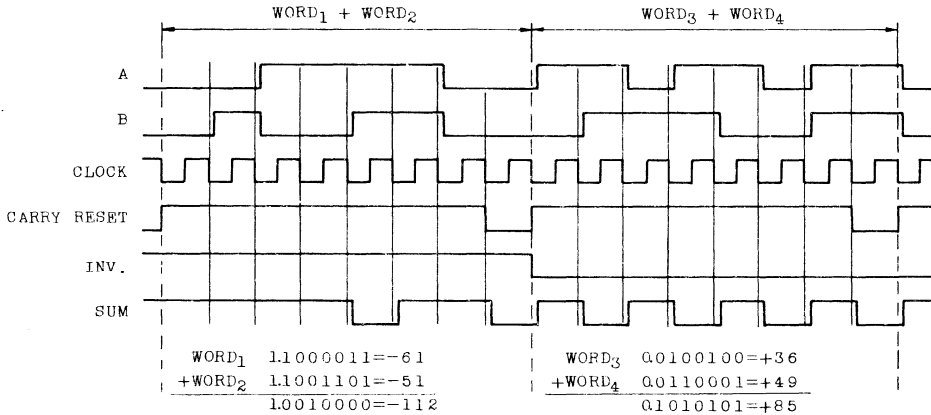 WORD₁ + WORD₂ WORD₃ + WORD₄
A
B
CLOCK
CARRY RESET
INV.
SUM
WORD₁ 1.1000011=-61 WORD₃ 0.0100100=+36
+WORD₂ 1.1001101=-51 +WORD₄ 0.0110001=+49
1.0010000=-112 0.1010101=+85